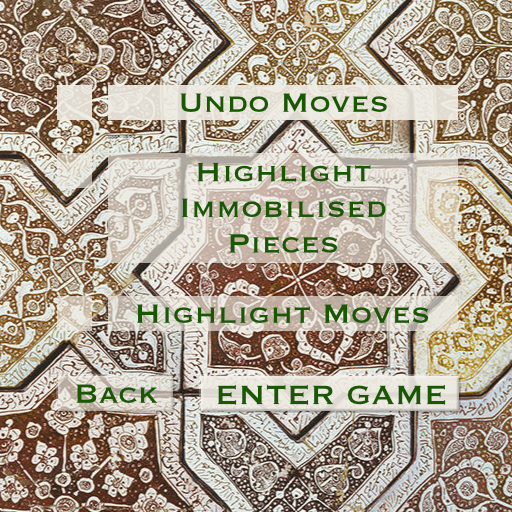 Undo Moves
Highlight
Immobilised
Pieces
Highlight Moves
Back
ENTER GAME